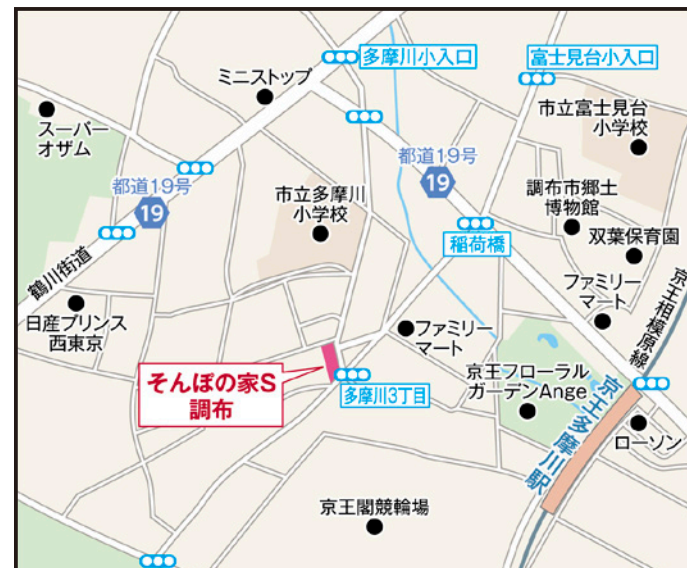 多摩川小入口
富士見台小入口
ミニストップ
スーパー
オザム
市立富士見台
小学校
都道19号
19
都道19号
19
市立多摩川
小学校
調布市郷土
博物館
稲荷橋
双葉保育園
鶴川街道
ファミリー
マート
京王相模原線
日産プリンス
西東京
ファミリー
マート
そんぽの家S
調布
多摩川3丁目
京王フローラル
ガーデンAnge
京王多摩川駅
ローソン
京王閣競輪場